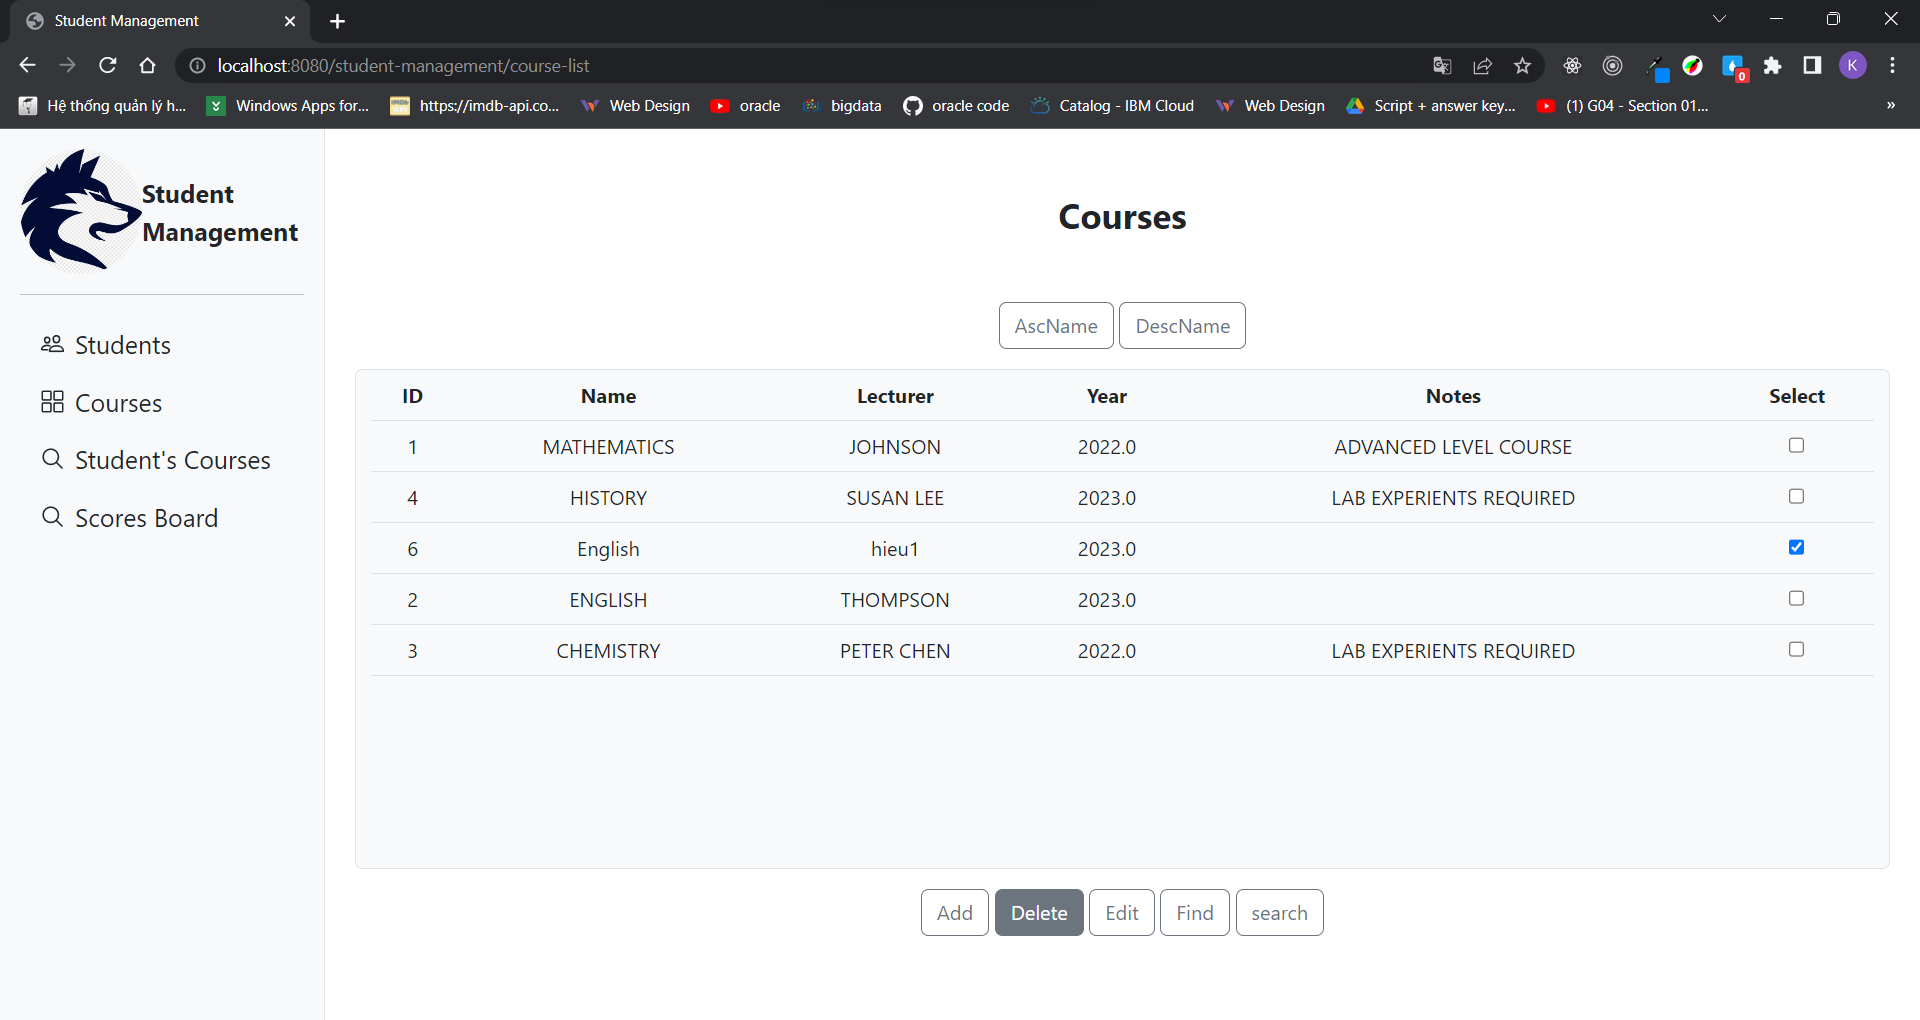 Student Management
localhost:8080/student-management/course-list
0
K
Hệ thống quản lý h...
Windows Apps for...
https://imdb-api.co...
Web Design
oracle
bigdata
oracle code
Catalog - IBM Cloud
Web Design
Script + answer key...
(1) G04 - Section 01...
»
Student
Management
Students
Courses
Student's Courses
Scores Board
Courses
AscName DescName
ID Name Lecturer Year Notes Select
1 MATHEMATICS JOHNSON 2022.0 ADVANCED LEVEL COURSE
4 HISTORY SUSAN LEE 2023.0 LAB EXPERIENTS REQUIRED
6 English hieu1 2023.0
2 ENGLISH THOMPSON 2023.0
3 CHEMISTRY PETER CHEN 2022.0 LAB EXPERIENTS REQUIRED
Add Delete Edit Find search